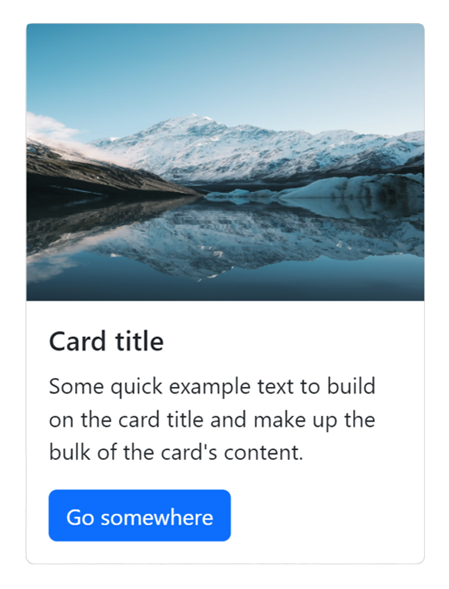 Card title
Some quick example text to build
on the card title and make up the
bulk of the card's content.
Go somewhere